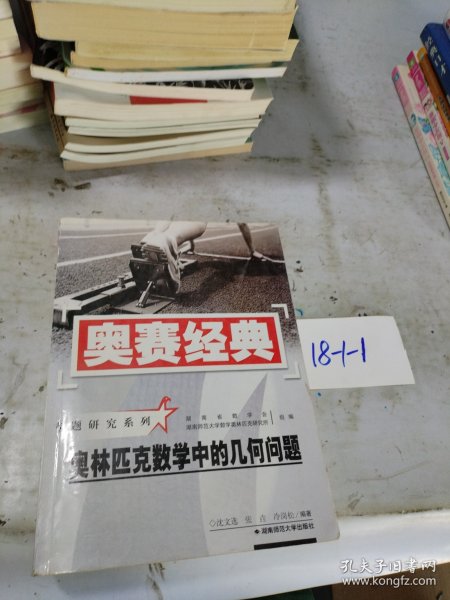 奥赛经典
题研究系列
湖南省数学会
湖南师范大学数学奥林匹克研究所
组编
奥林匹克数学中的几何问题
◇沈文选 张垚 冷岗松/编著
湖南师范大学出版社
18-1-1
孔夫子旧书网
www.kongfz.com